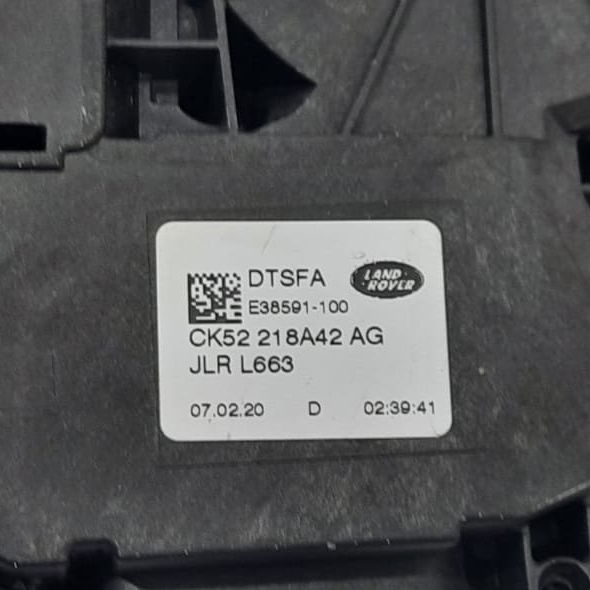 DTSFA
LAND
ROVER
E38591-100
CK52 218A42 AG
JLR L663
07.02.20 D 02:39:41